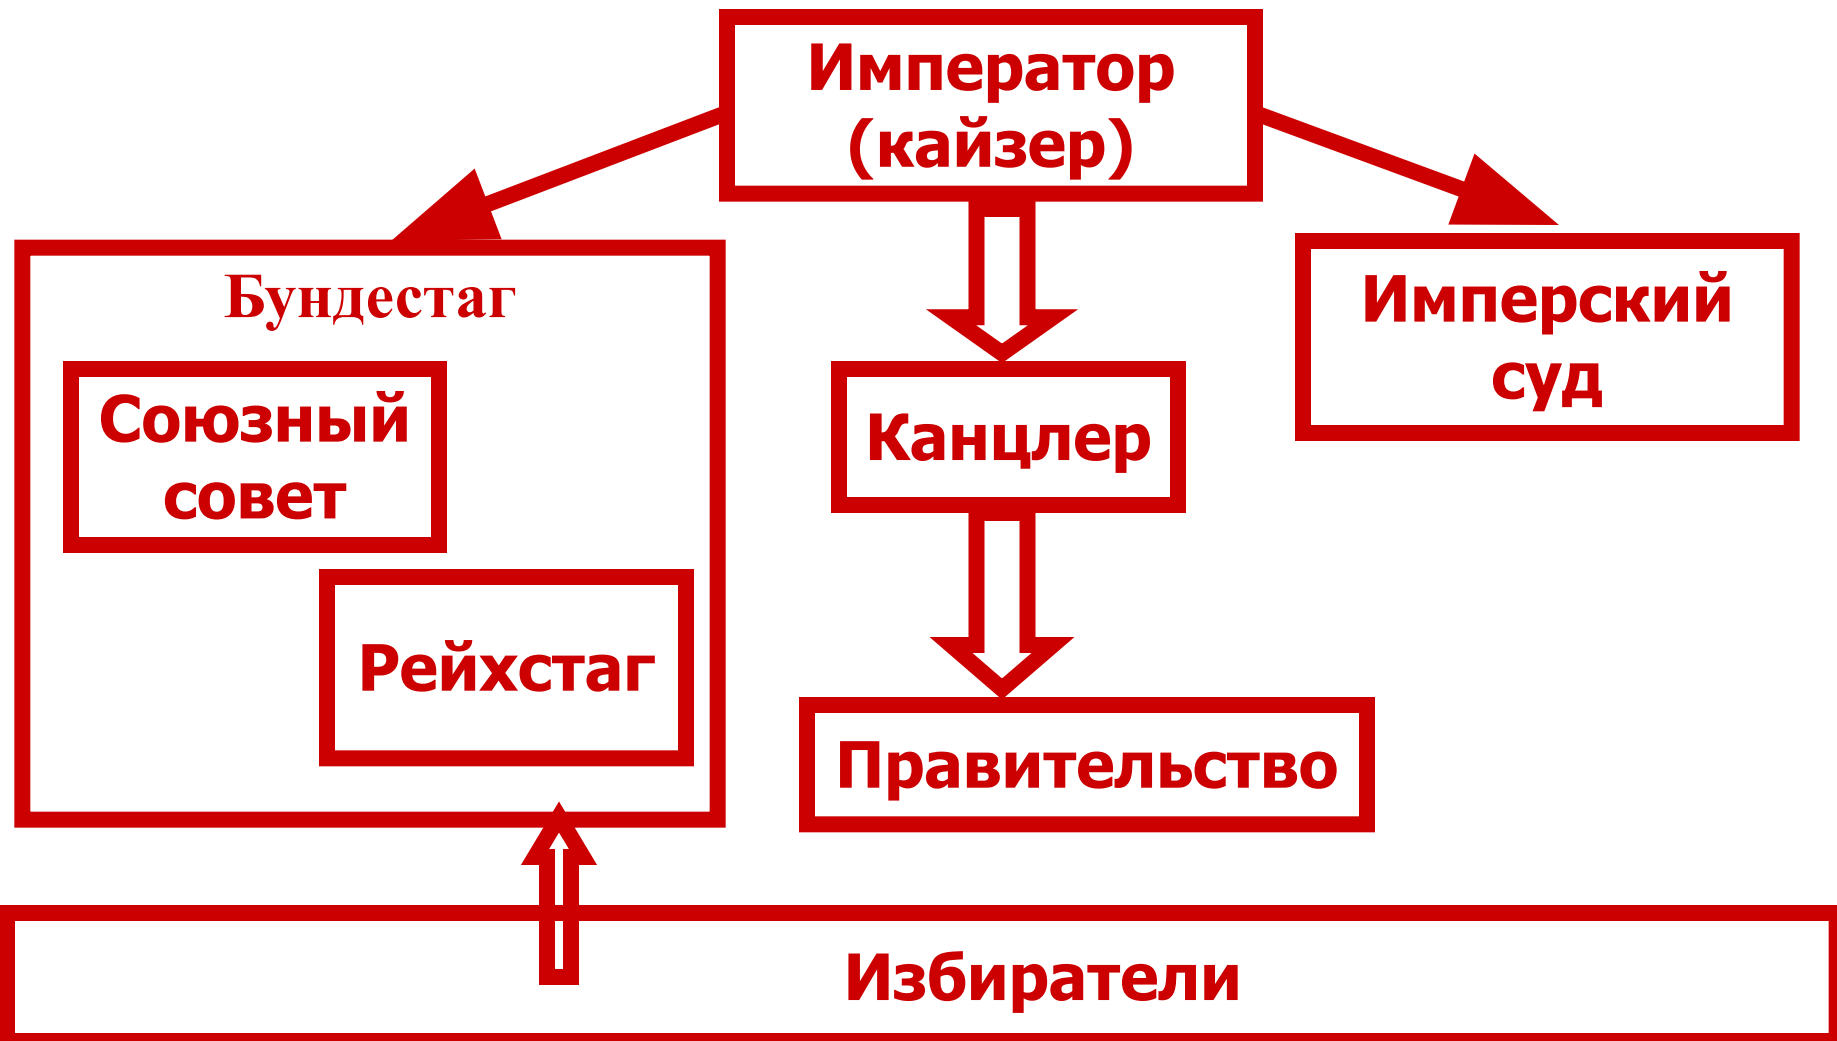 Император
(кайзер)
Бундестаг
Союзный
совет
Рейхстаг
Канцлер
Правительство
Имперский
суд
Избиратели